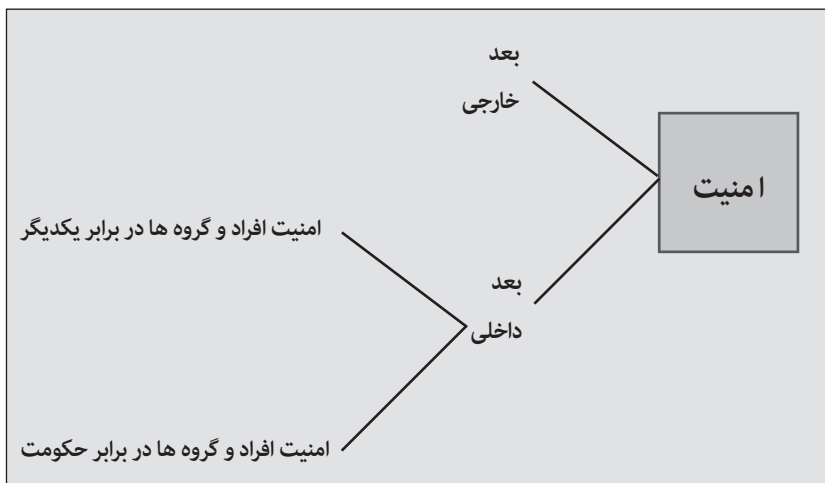 امنیت
بعد
خارجی
بعد
داخلی
امنیت افراد و گروه ها در برابر یکدیگر
امنیت افراد و گروه ها در برابر حکومت